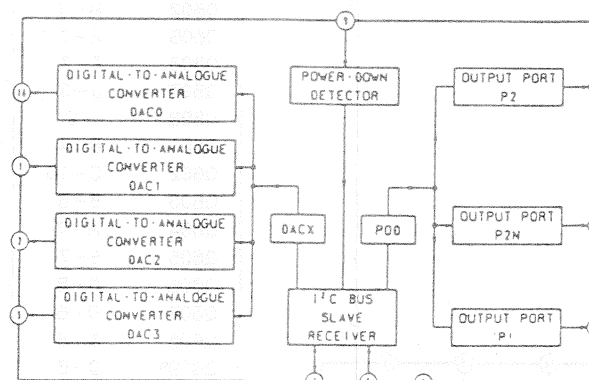 9
DIGITAL-TO-ANALOGUE
CONVERTER
DAC0
16
POWER-DOWN
DETECTOR
OUTPUT PORT
P2
DIGITAL-TO-ANALOGUE
CONVERTER
DAC1
1
DIGITAL-TO-ANALOGUE
CONVERTER
DAC2
DACX
POD
OUTPUT PORT
P2N
DIGITAL-TO-ANALOGUE
CONVERTER
DAC3
I²C BUS
SLAVE
RECEIVER
OUTPUT PORT
P1